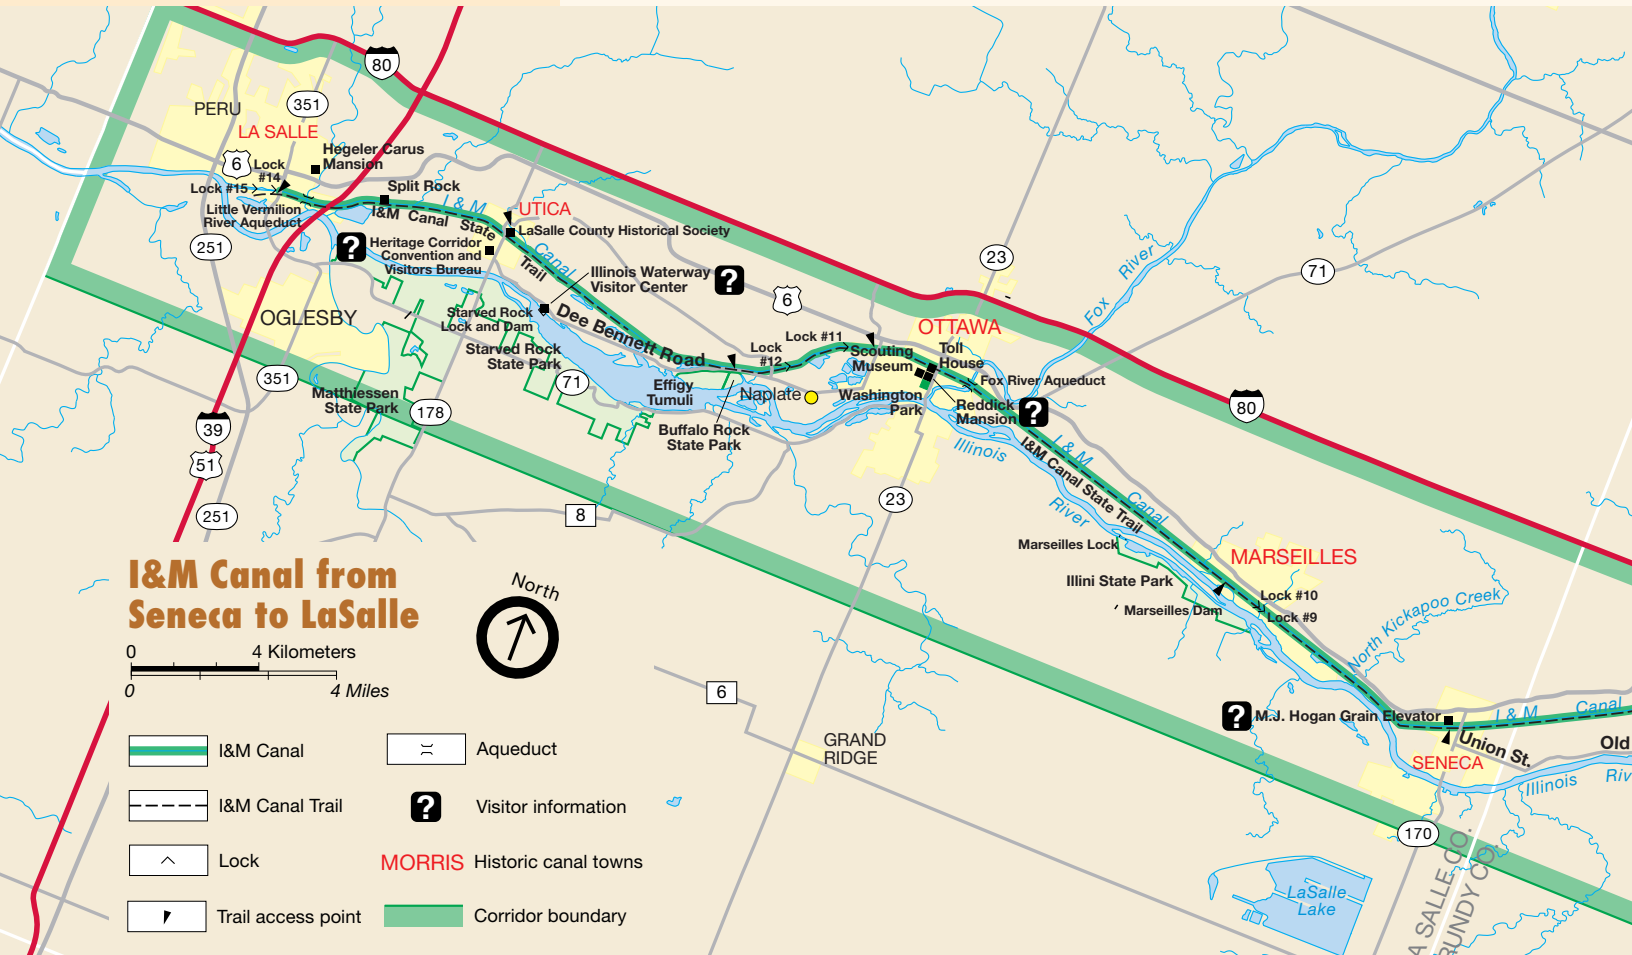 80
PERU
351
LA SALLE
Hegeler Carus
Mansion
6
Lock
#14
Lock #15
Split Rock
I & M
Canal
I&M Canal State
Trail
Little Vermilion
River Aqueduct
251
UTICA
LaSalle County Historical Society
?
Heritage Corridor
Convention and
Visitors Bureau
Illinois Waterway
Visitor Center
?
6
23
River
Fox
71
OGLESBY
Starved Rock
Lock and Dam
Dee Bennett Road
Starved Rock
State Park
71
351
Matthiessen
State Park
178
39
51
251
Effigy
Tumuli
Buffalo Rock
State Park
Lock
#12
Lock #11
Naplate
OTTAWA
Scouting
Museum
Toll
House
Fox River Aqueduct
Washington
Park
Reddick
Mansion
?
80
Illinois
River
I & M
Canal
I&M Canal State Trail
23
8
Marseilles Lock
MARSEILLES
Illini State Park
Marseilles Dam
Lock #10
Lock #9
North Kickapoo Creek
?
M.J. Hogan Grain Elevator
I & M
Canal
Union St.
Old
SENECA
Illinois
Riv
170
LaSalle
Lake
A SALLE CO.
RUNDY CO.
6
GRAND
RIDGE
I&M Canal from
Seneca to LaSalle
North
0
4 Kilometers
0
4 Miles
I&M Canal
Aqueduct
I&M Canal Trail
?
Visitor information
Lock
MORRIS
Historic canal towns
Trail access point
Corridor boundary